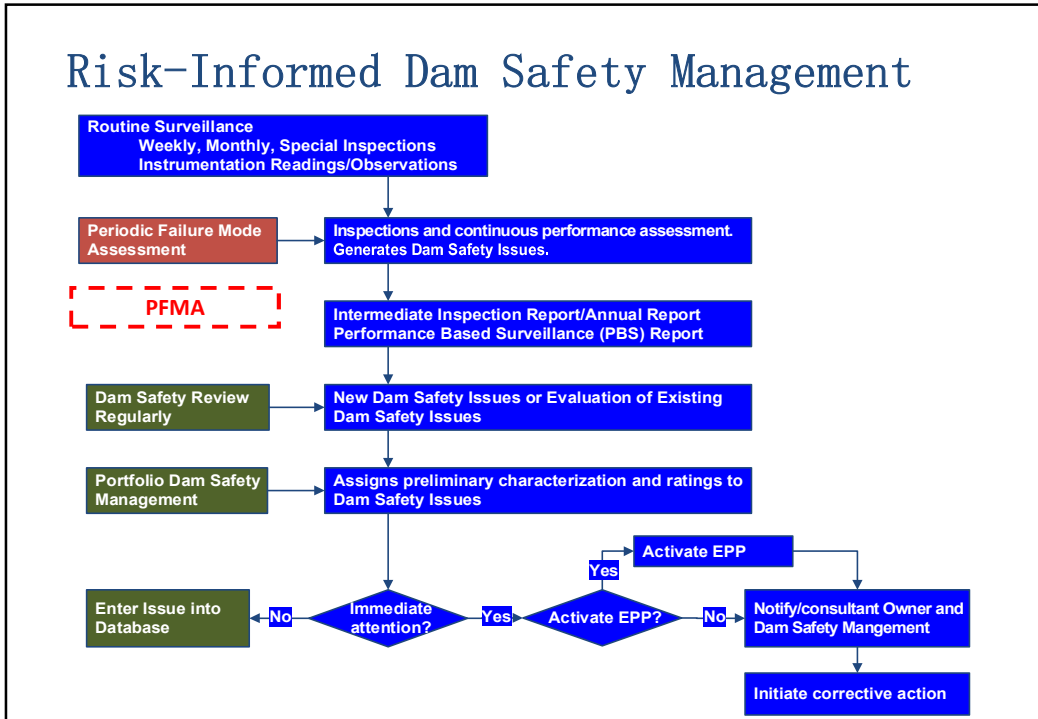 Risk-Informed Dam Safety Management
Routine Surveillance
Weekly, Monthly, Special Inspections
Instrumentation Readings/Observations
Periodic Failure Mode
Assessment
Inspections and continuous performance assessment.
Generates Dam Safety Issues.
PFMA
Intermediate Inspection Report/Annual Report
Performance Based Surveillance (PBS) Report
Dam Safety Review
Regularly
New Dam Safety Issues or Evaluation of Existing
Dam Safety Issues
Portfolio Dam Safety
Management
Assigns preliminary characterization and ratings to
Dam Safety Issues
Activate EPP
Yes
Enter Issue into
Database
No
Immediate
attention?
Yes
Activate EPP?
No
Notify/consultant Owner and
Dam Safety Mangement
Initiate corrective action